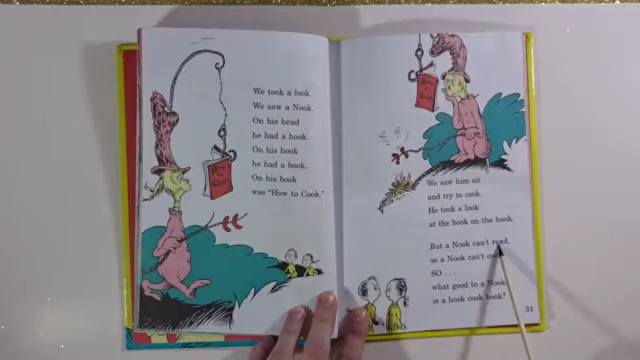 We took a look.
We saw a Nook.
On his head
he had a hook.
On his hook
he had a book.
On his book
was "How to Cook."
We saw him sit
and try to cook.
He took a look
at the book on the hook.
But a Nook can't read,
so a Nook can't
SO . . .
what good to a Nook
is a hook cook book?
31